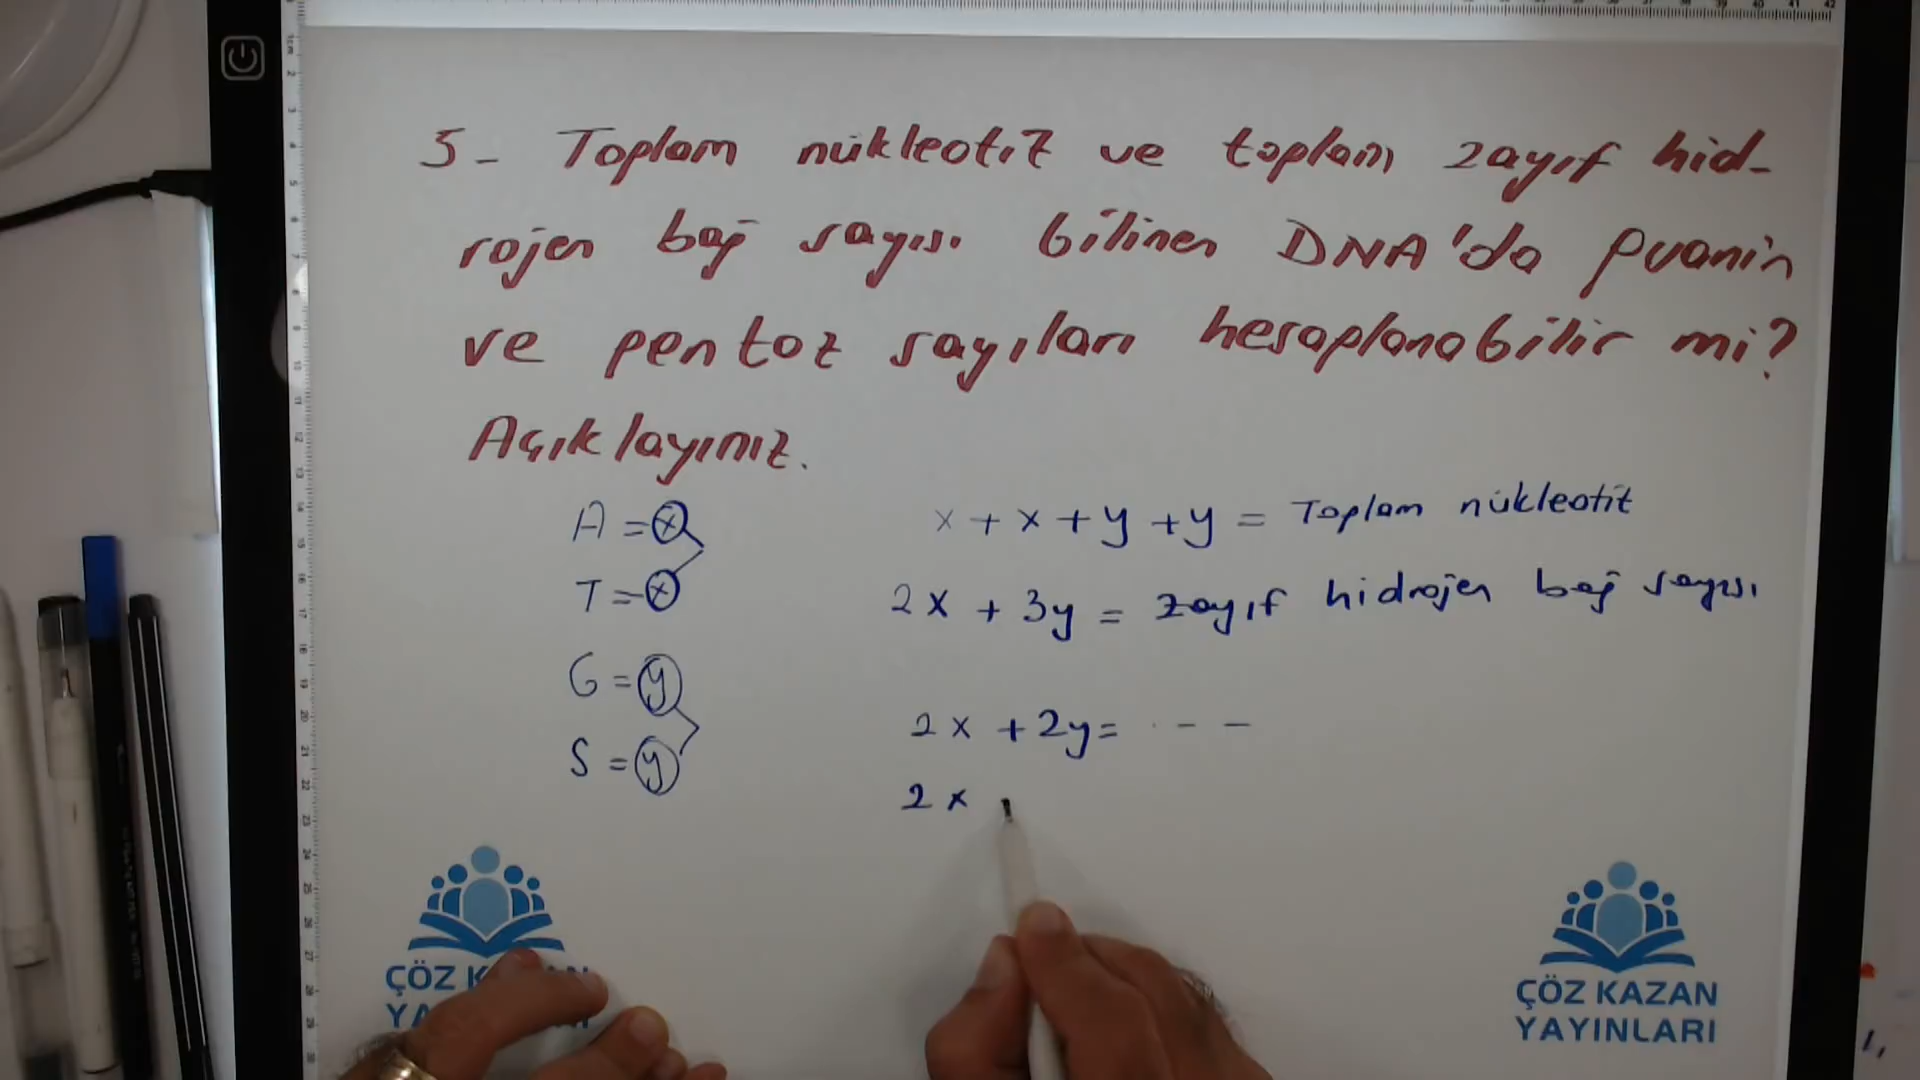 5- Toplam nükleotit ve toplam zayıf hid-
rojen bağ sayısı bilinen DNA'da guanin
ve pentoz sayıları hesaplanabilir mi?
Açıklayınız.
A = x
T = x
G = y
S = y
x + x + y + y = Toplam nükleotit
2x + 3y = zayıf hidrojen bağ sayısı
2x + 2y = - - -
2x
ÇÖZ KAZAN
YAYINLARI